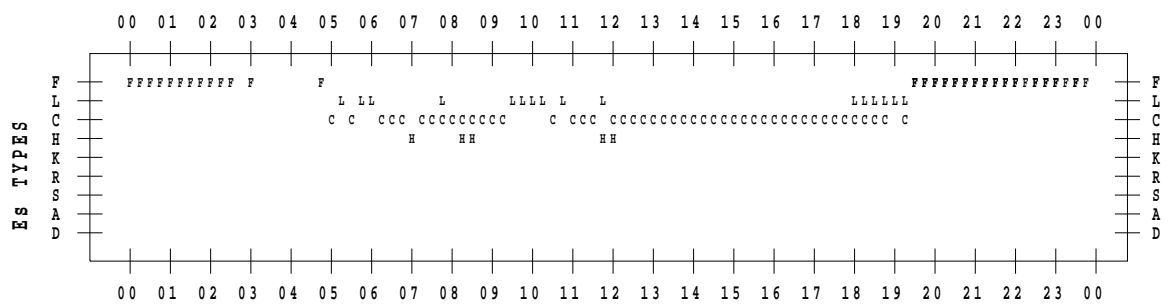 00 01 02 03 04 05 06 07 08 09 10 11 12 13 14 15 16 17 18 19 20 21 22 23 00
F FFFFFFFFFFF F F FFFFFFFFFFFFFFFFFF F
L L LL L LLLL L L LLLLLL L
C C C CCC CCCCCCCCC C CCC CCCCCCCCCCCCCCCCCCCCCCCCCCCC C C
H H HH HH H
K K
R R
S S
A A
D D
Es TYPES
00 01 02 03 04 05 06 07 08 09 10 11 12 13 14 15 16 17 18 19 20 21 22 23 00